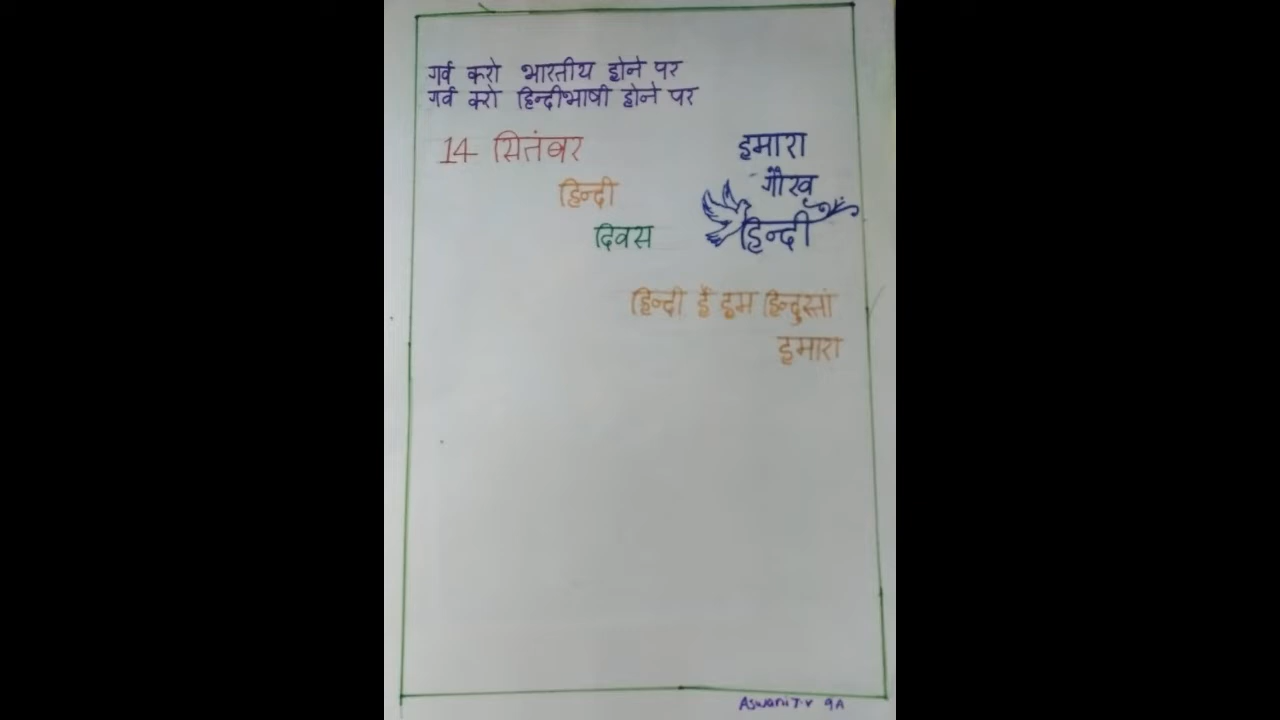 गर्व करो भारतीय होने पर
गर्व करो हिन्दीभाषी होने पर
14 सितंबर
हिन्दी
दिवस
हमारा
गौरव
हिन्दी
हिन्दी है हम हिन्दुस्तां
हमारा
Aswani T.V 9A